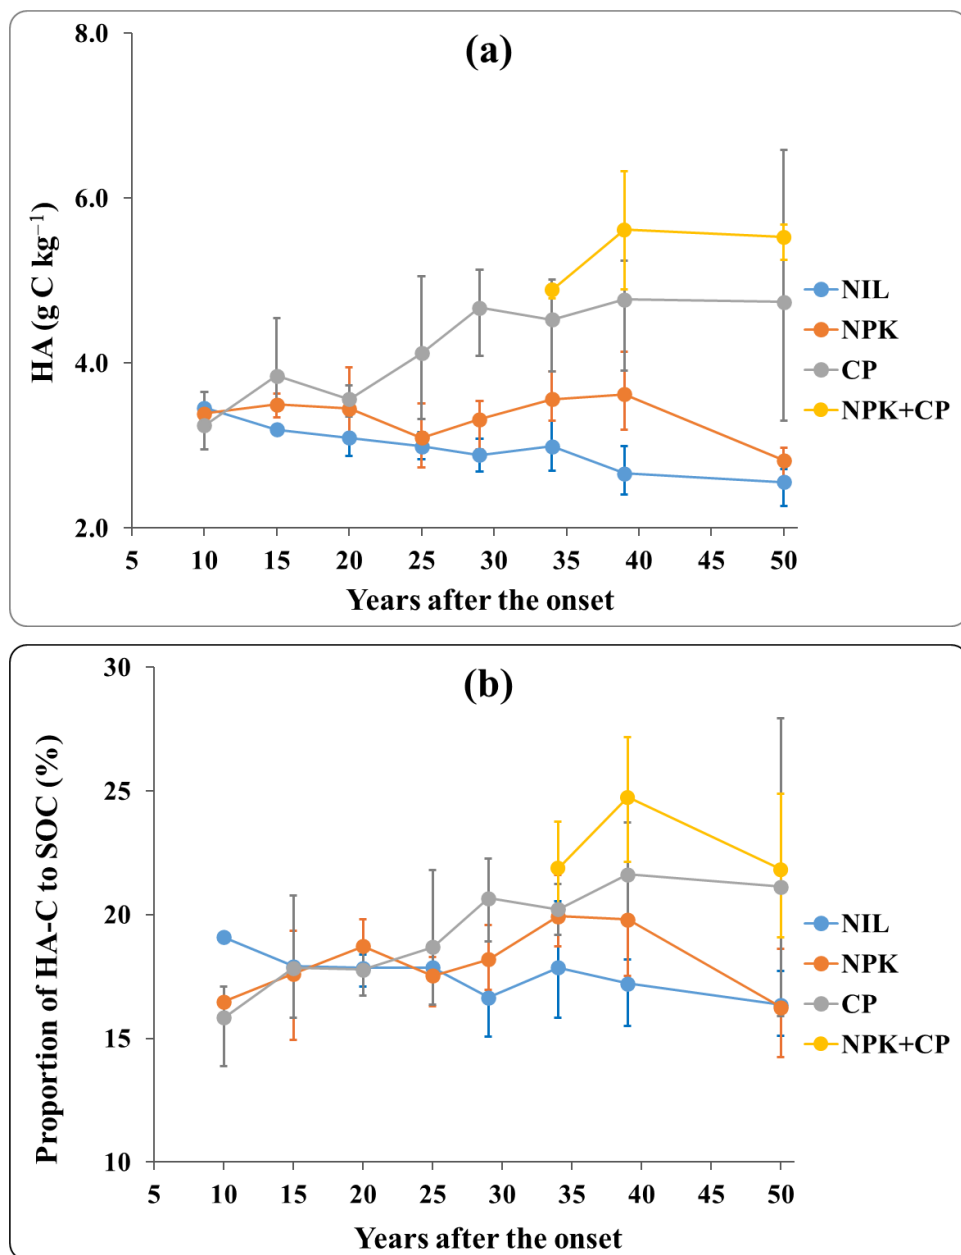 (a)
8.0
6.0
4.0
2.0
HA (g C kg⁻¹)
5 10 15 20 25 30 35 40 45 50
Years after the onset
NIL
NPK
CP
NPK+CP
(b)
30
25
20
15
10
Proportion of HA-C to SOC (%)
5 10 15 20 25 30 35 40 45 50
Years after the onset
NIL
NPK
CP
NPK+CP